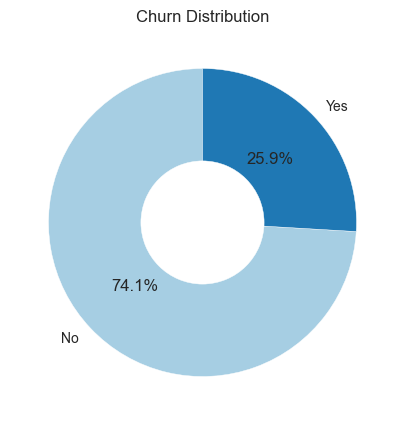 Churn Distribution
Yes
25.9%
74.1%
No